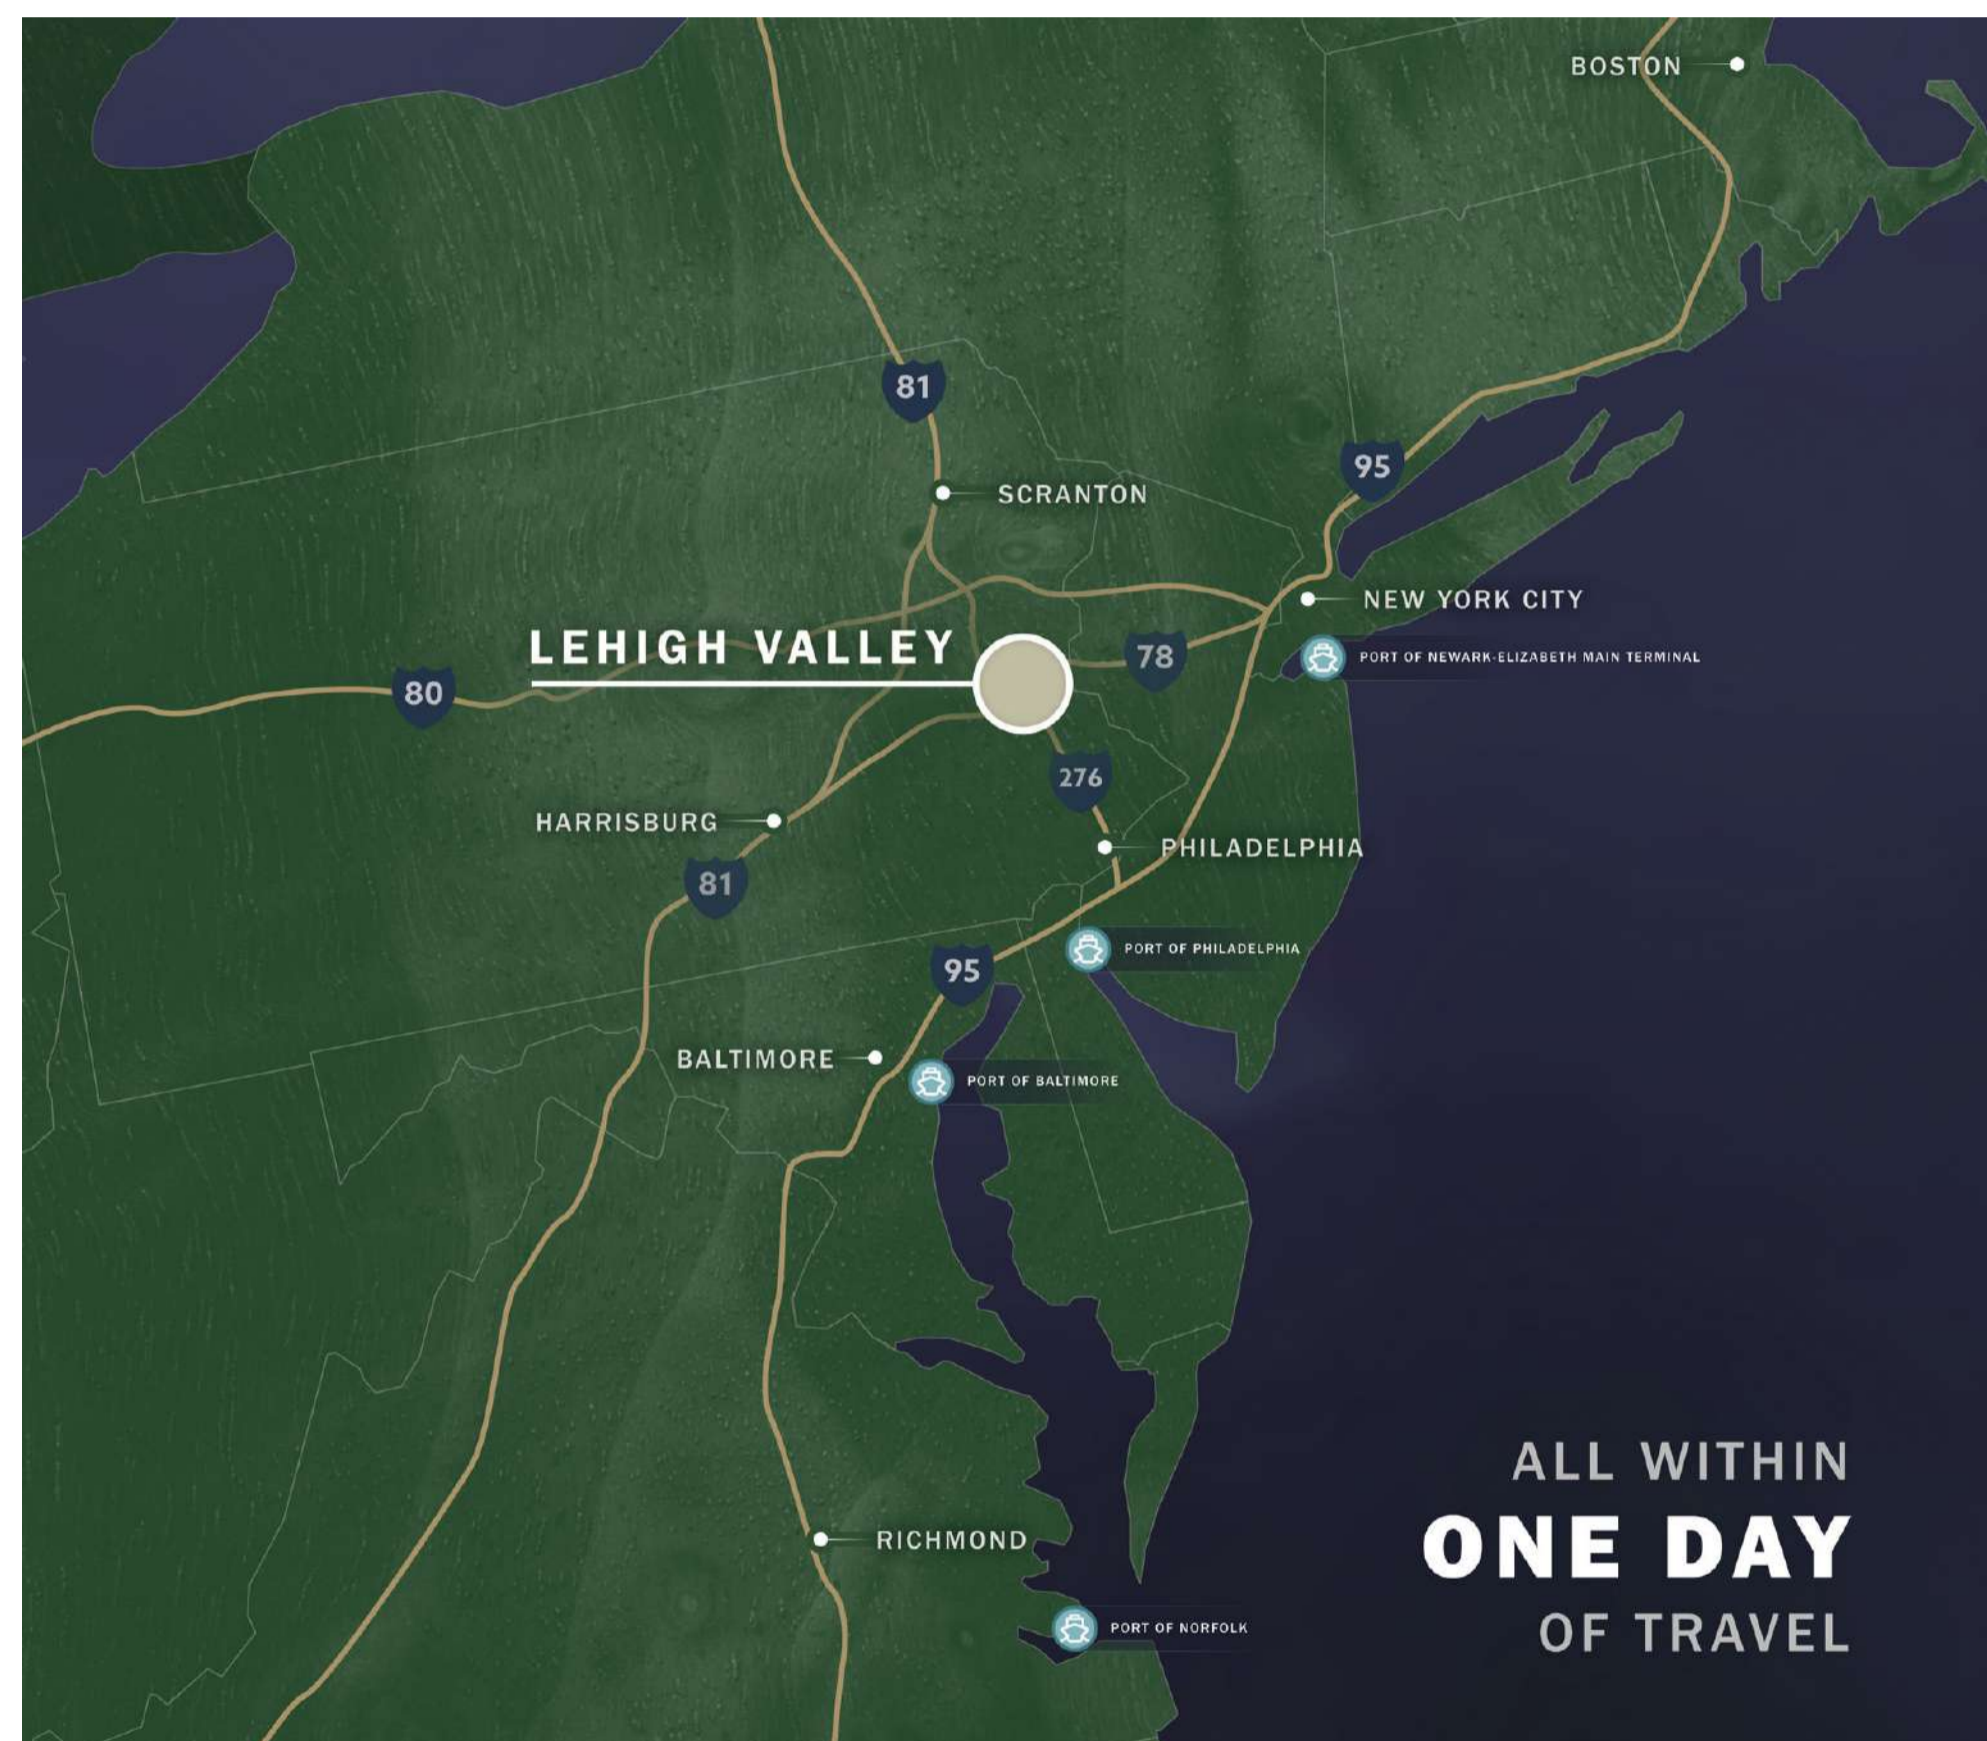 BOSTON
81
95
SCRANTON
NEW YORK CITY
LEHIGH VALLEY
78
PORT OF NEWARK-ELIZABETH MAIN TERMINAL
80
276
HARRISBURG
PHILADELPHIA
81
PORT OF PHILADELPHIA
95
BALTIMORE
PORT OF BALTIMORE
ALL WITHIN
ONE DAY
OF TRAVEL
RICHMOND
PORT OF NORFOLK